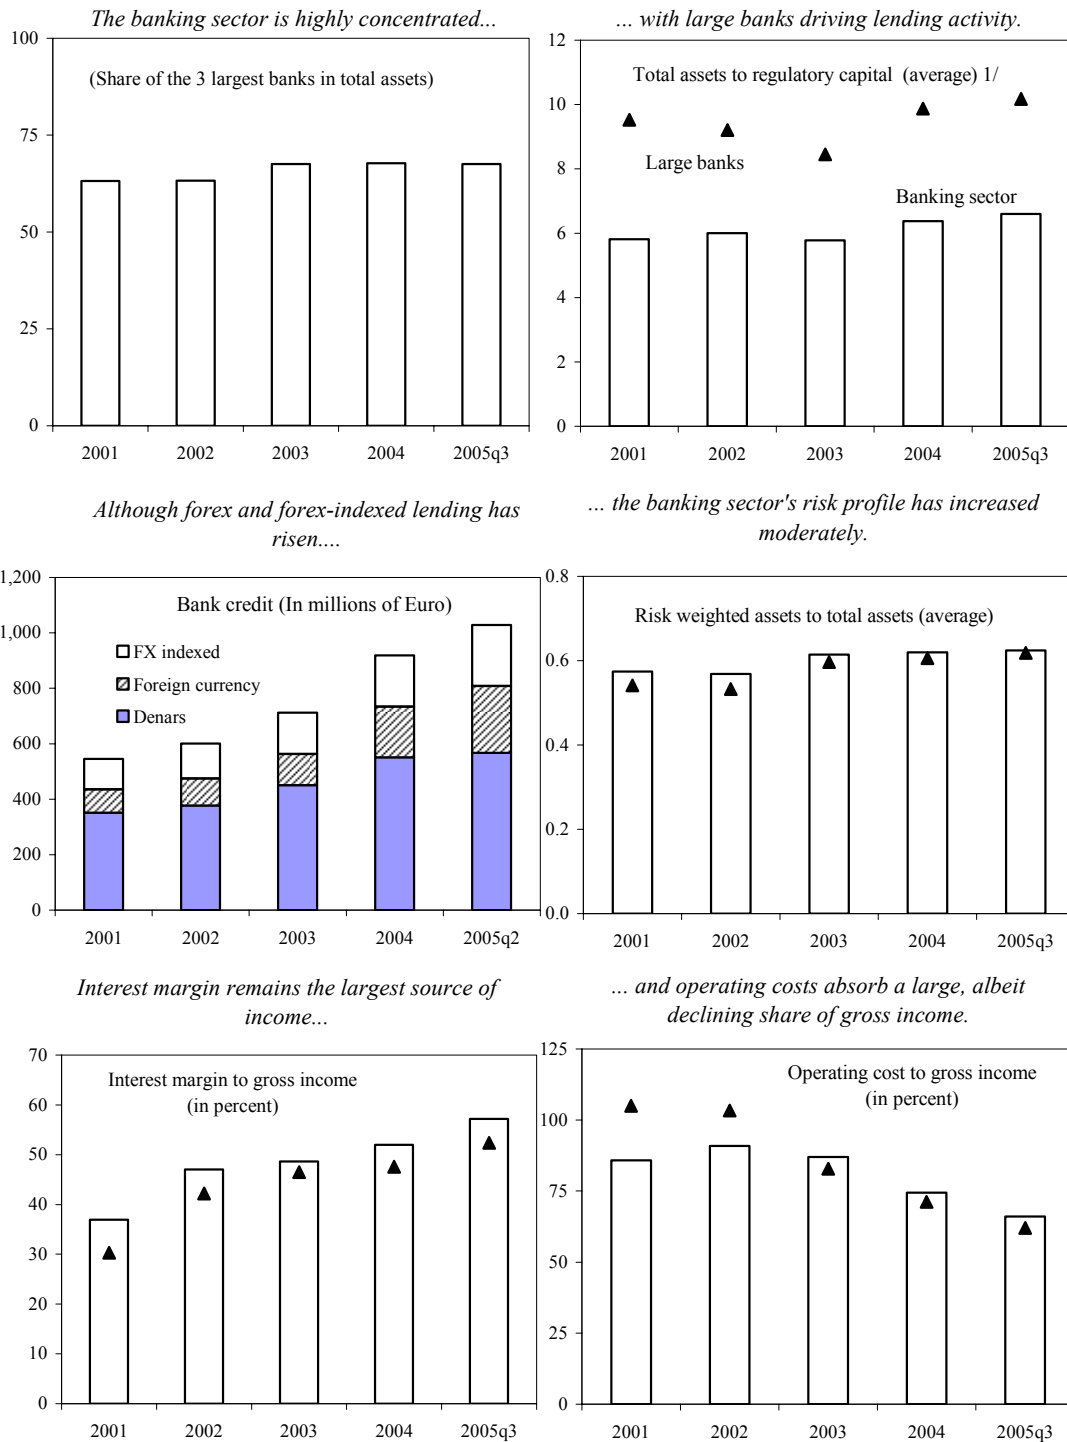 The banking sector is highly concentrated...
100
(Share of the 3 largest banks in total assets)
75
50
25
0
2001 2002 2003 2004 2005q3
... with large banks driving lending activity.
12
Total assets to regulatory capital (average) 1/
10
Large banks
8
Banking sector
6
4
2
0
2001 2002 2003 2004 2005q3
Although forex and forex-indexed lending has
risen....
1,200
Bank credit (In millions of Euro)
1,000
FX indexed
800
Foreign currency
Denars
600
400
200
0
2001 2002 2003 2004 2005q2
... the banking sector's risk profile has increased
moderately.
0.8
Risk weighted assets to total assets (average)
0.6
0.4
0.2
0.0
2001 2002 2003 2004 2005q3
Interest margin remains the largest source of
income...
70
Interest margin to gross income
(in percent)
60
50
40
30
20
10
0
2001 2002 2003 2004 2005q3
... and operating costs absorb a large, albeit
declining share of gross income.
125
Operating cost to gross income
(in percent)
100
75
50
25
0
2001 2002 2003 2004 2005q3